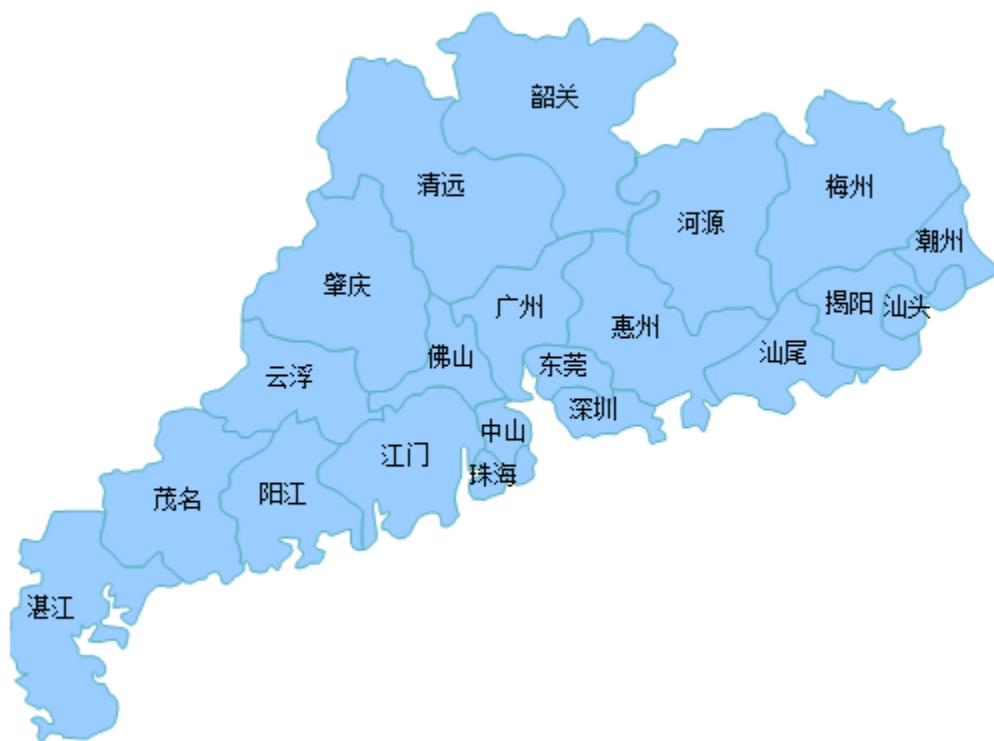 韶关
清远
梅州
河源
潮州
肇庆
广州
揭阳
汕头
惠州
佛山
汕尾
东莞
云浮
深圳
中山
江门
珠海
阳江
茂名
湛江